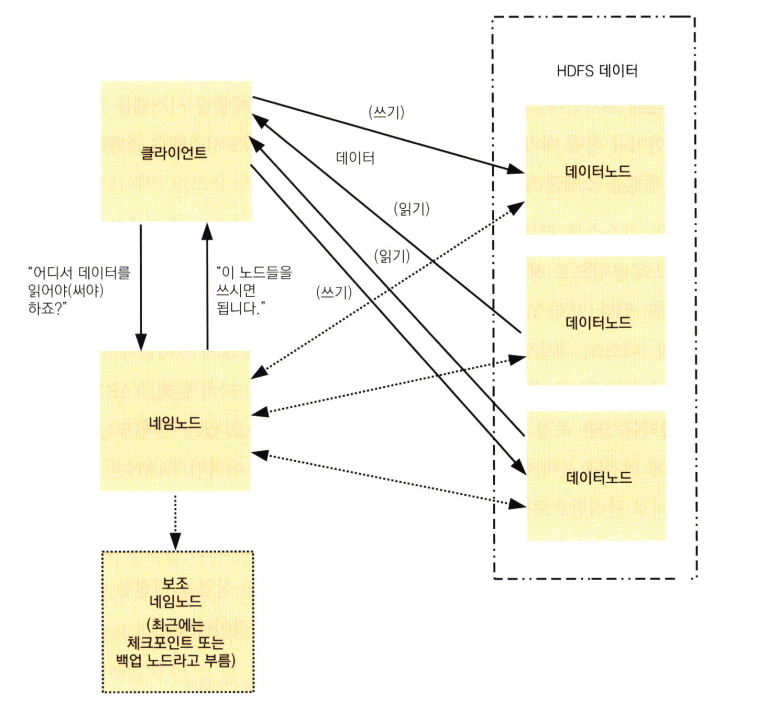 HDFS 데이터
(쓰기)
클라이언트
데이터
데이터노드
(읽기)
(읽기)
"어디서 데이터를
읽어야(써야)
하죠?"
"이 노드들을
쓰시면
됩니다."
(쓰기)
데이터노드
네임노드
데이터노드
보조
네임노드
(최근에는
체크포인트 또는
백업 노드라고 부름)